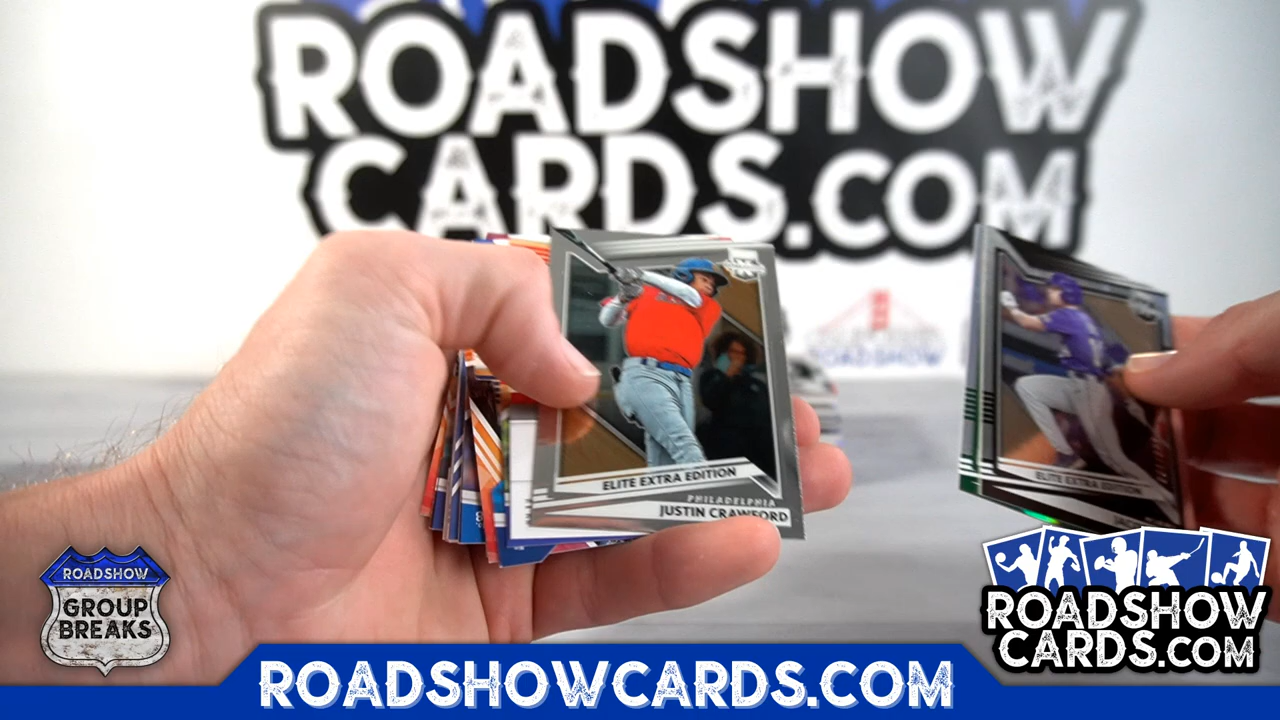 ROADSHOW
CARDS.COM
ROADSHOW
ELITE EXTRA EDITION
PHILADELPHIA
JUSTIN CRAWFORD
ELITE EXTRA EDITION
ROADSHOW
GROUP
BREAKS
ROADSHOW
CARDS.COM
ROADSHOWCARDS.COM